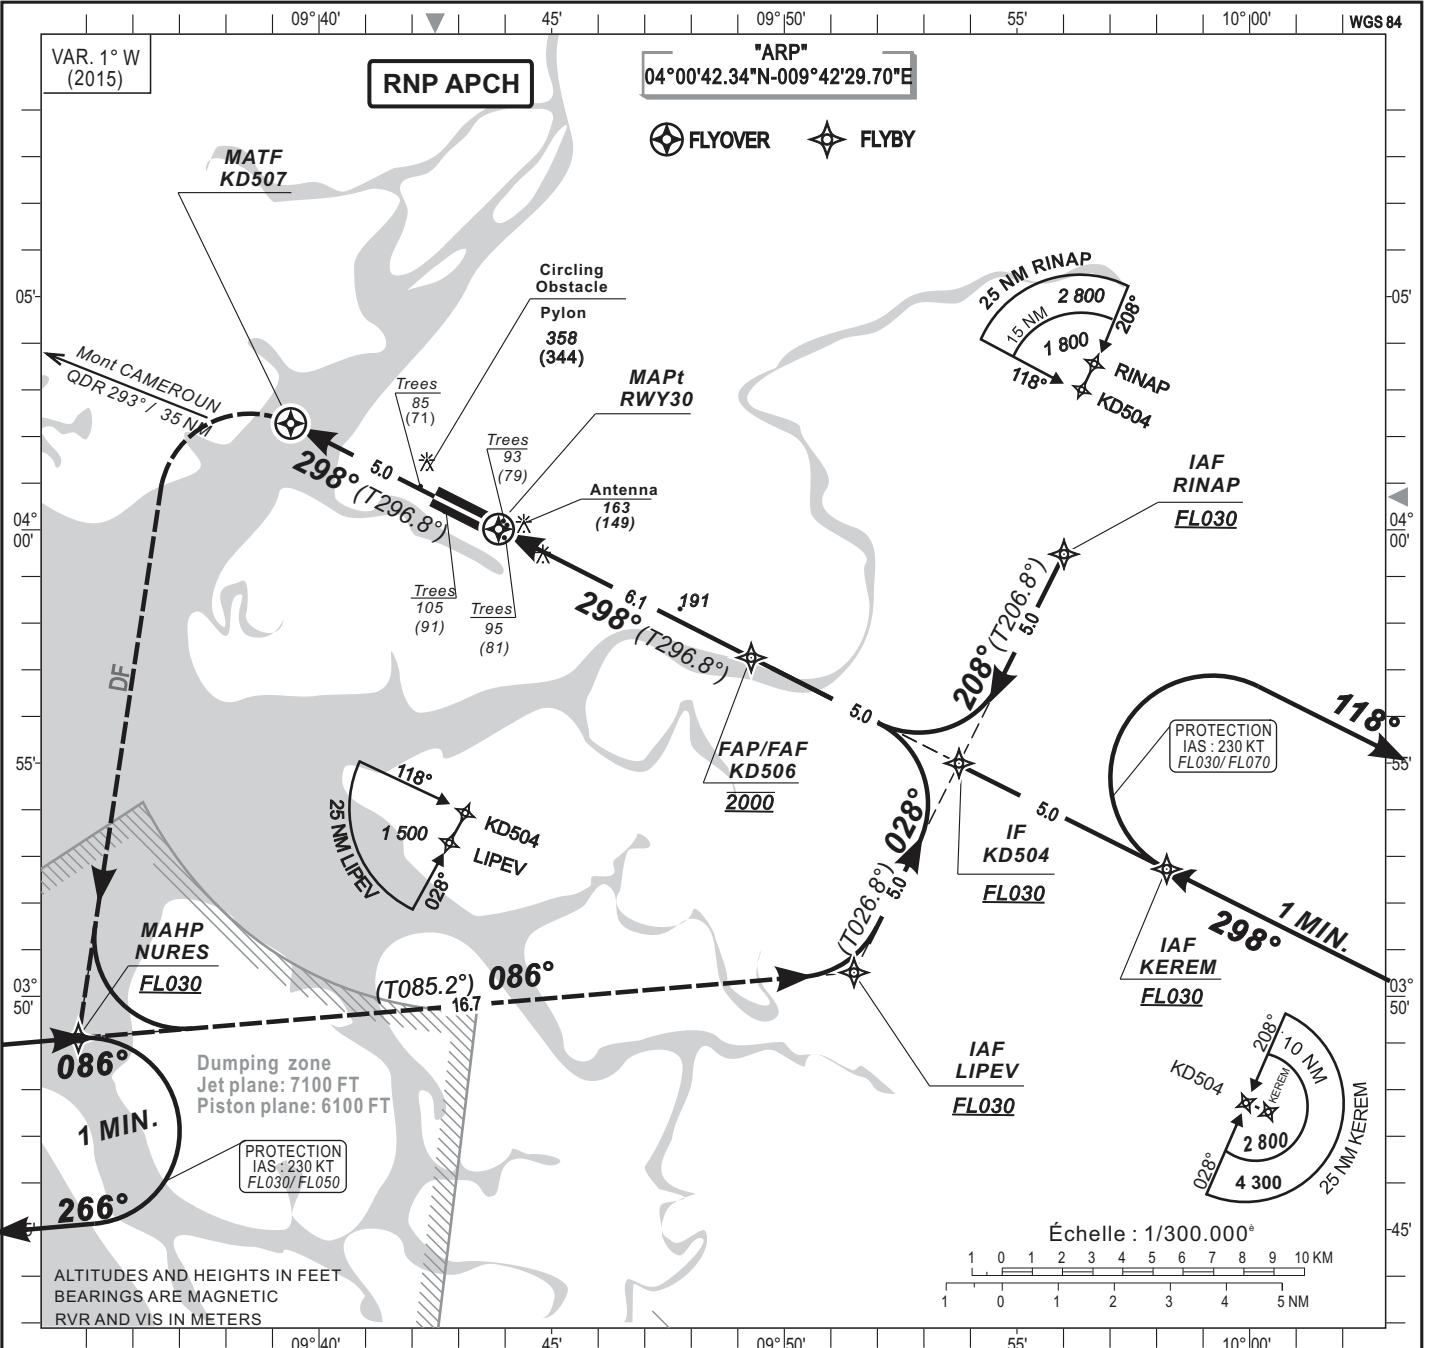 09°40'
45'
09°50'
55'
10°00'
WGS 84
VAR. 1° W
(2015)
RNP APCH
"ARP"
04°00'42.34"N-009°42'29.70"E
FLYOVER
FLYBY
MATF
KD507
Circling
Obstacle
Pylon
358
(344)
25 NM RINAP
2 800
15 NM
1 800
208°
118°
RINAP
KD504
05'
05'
Mont CAMEROUN
QDR 293° / 35 NM
Trees
85
(71)
MAPt
RWY30
Trees
93
(79)
Antenna
163
(149)
IAF
RINAP
FL030
5.0
298° (T296.8°)
04°
00'
04°
00'
Trees
105
(91)
Trees
95
(81)
6.1
.191
298° (T296.8°)
208° (T206.8°)
5.0
DF
5.0
118°
PROTECTION
IAS : 230 KT
FL030/ FL070
FAP/FAF
KD506
2000
55'
55'
118°
1 500
KD504
LIPEV
25 NM LIPEV
028°
028°
(T026.8°)
5.0
5.0
IF
KD504
FL030
MAHP
NURES
FL030
298°
1 MIN.
IAF
KEREM
FL030
(T085.2°)
086°
16.7
03°
50'
03°
50'
086°
1 MIN.
Dumping zone
Jet plane: 7100 FT
Piston plane: 6100 FT
IAF
LIPEV
FL030
208°
10 NM
KD504
KEREM
2 800
028°
4 300
25 NM KEREM
PROTECTION
IAS : 230 KT
FL030/ FL050
266°
45'
Échelle : 1/300.000è
1 0 1 2 3 4 5 6 7 8 9 10 KM
1 0 1 2 3 4 5 NM
ALTITUDES AND HEIGHTS IN FEET
BEARINGS ARE MAGNETIC
RVR AND VIS IN METERS
09°40'
45'
09°50'
55'
10°00'